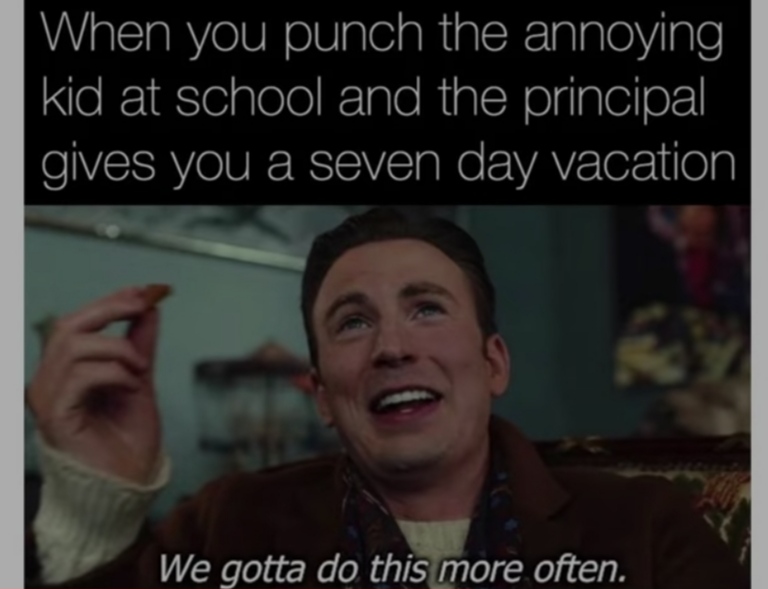 When you punch the annoying
kid at school and the principal
gives you a seven day vacation
We gotta do this more often.